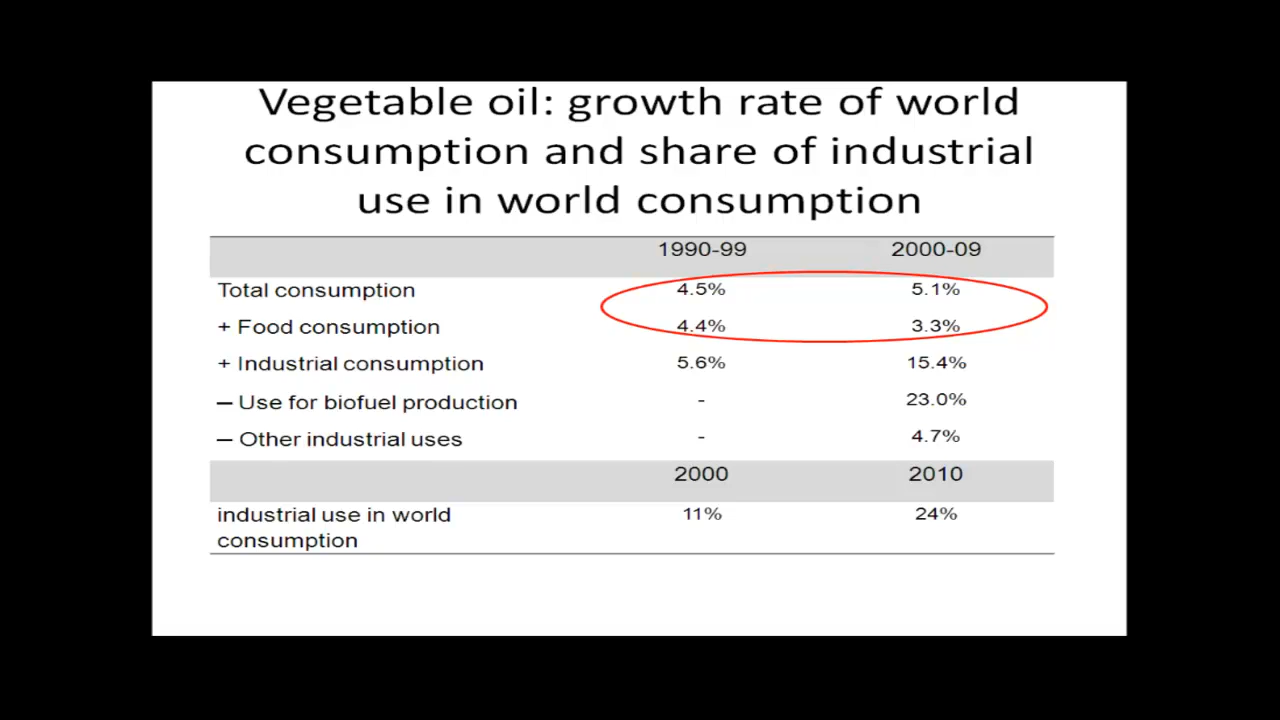 Vegetable oil: growth rate of world
consumption and share of industrial
use in world consumption
1990-99 2000-09
Total consumption 4.5% 5.1%
+ Food consumption 4.4% 3.3%
+ Industrial consumption 5.6% 15.4%
– Use for biofuel production - 23.0%
– Other industrial uses - 4.7%
2000 2010
industrial use in world 11% 24%
consumption